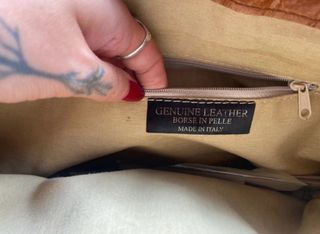 GENUINE LEATHER
BORSE IN PELLE
MADE IN ITALY